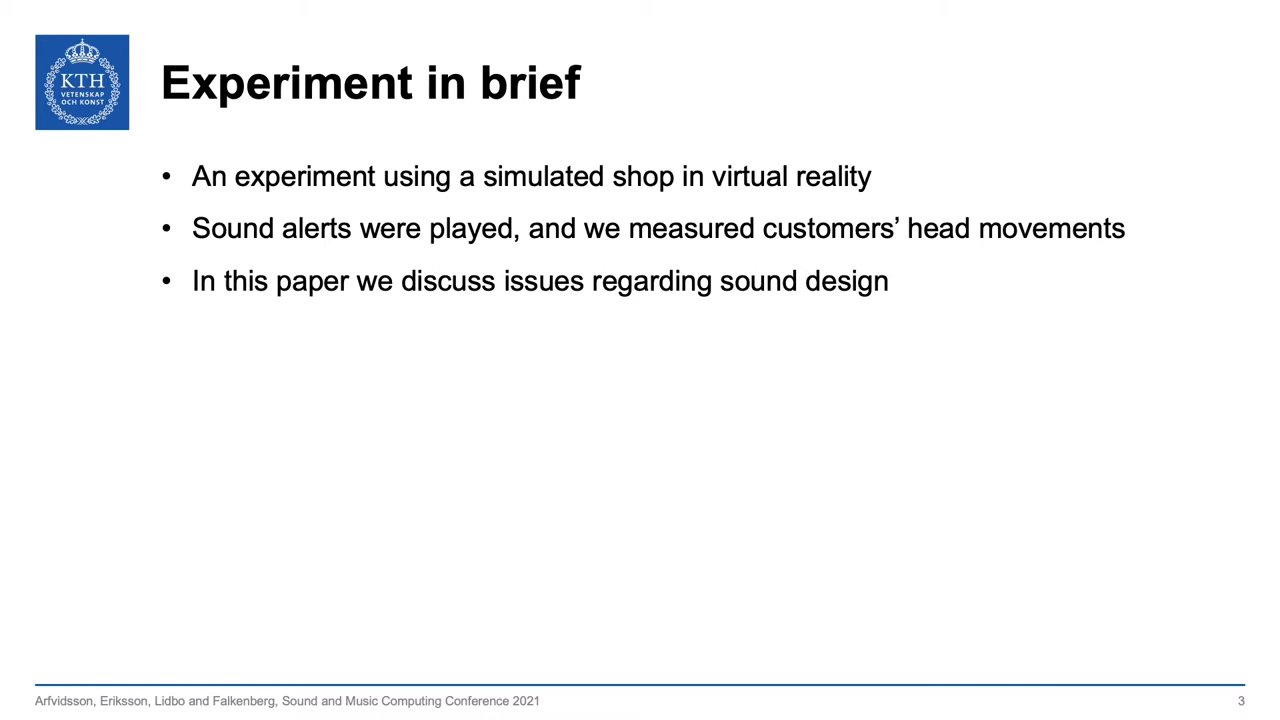 KTH
VETENSKAP
OCH KONST
Experiment in brief
• An experiment using a simulated shop in virtual reality
• Sound alerts were played, and we measured customers’ head movements
• In this paper we discuss issues regarding sound design
Arfvidsson, Eriksson, Lidbo and Falkenberg, Sound and Music Computing Conference 2021
3